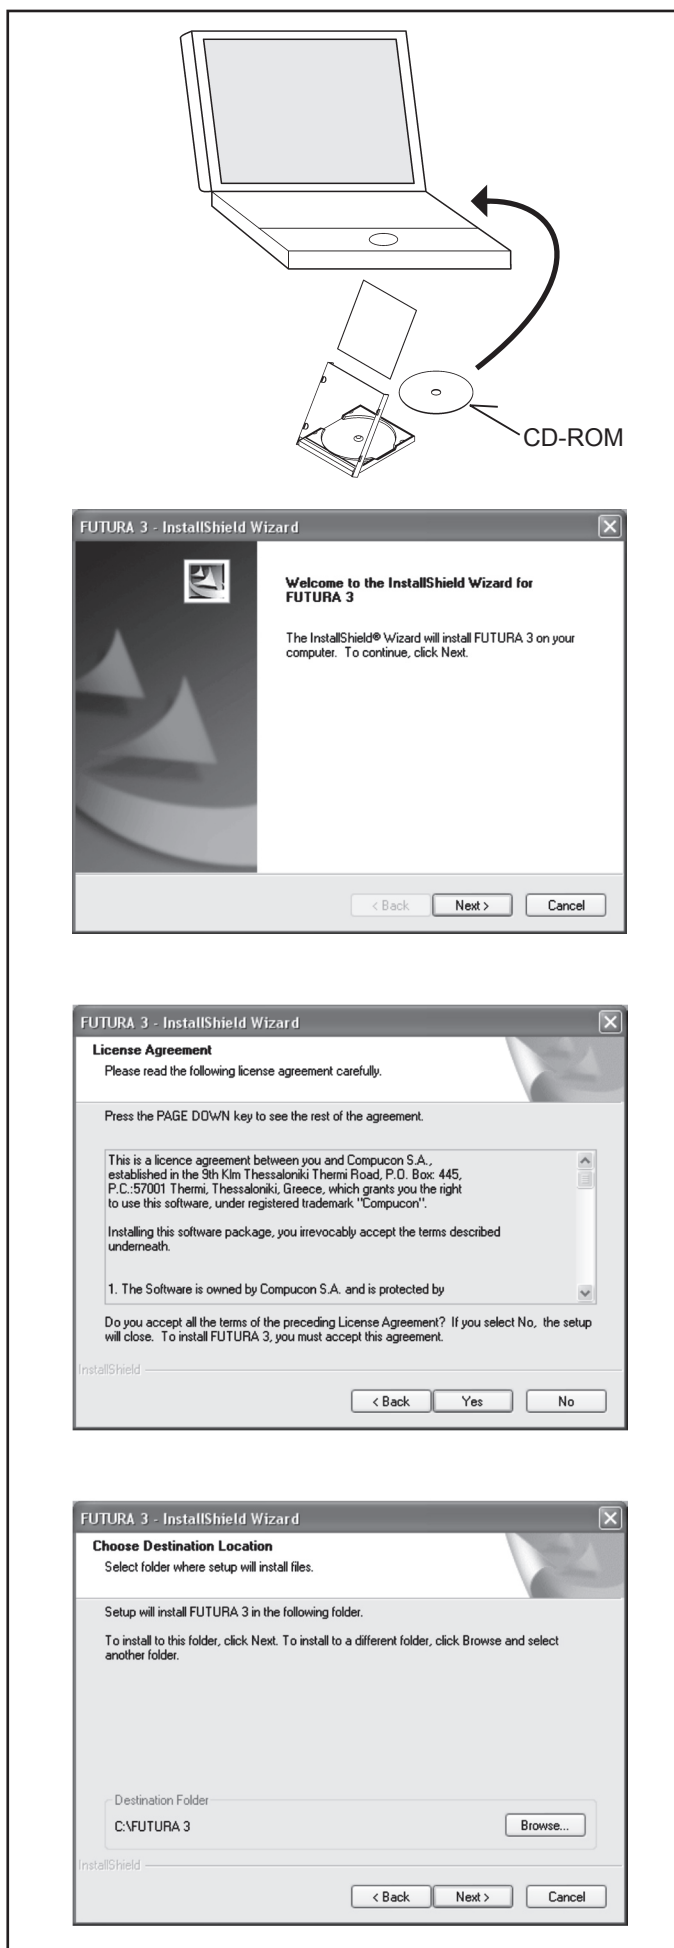 CD-ROM
FUTURA 3 - InstallShield Wizard
Welcome to the InstallShield Wizard for
FUTURA 3
The InstallShield® Wizard will install FUTURA 3 on your
computer. To continue, click Next.
< Back Next > Cancel
FUTURA 3 - InstallShield Wizard
License Agreement
Please read the following license agreement carefully.
Press the PAGE DOWN key to see the rest of the agreement.
This is a licence agreement between you and Compucon S.A.,
established in the 9th Klm Thessaloniki Thermi Road, P.O. Box: 445,
P.C.:57001 Thermi, Thessaloniki, Greece, which grants you the right
to use this software, under registered trademark "Compucon".
Installing this software package, you irrevocably accept the terms described
underneath.
1. The Software is owned by Compucon S.A. and is protected by
Do you accept all the terms of the preceding License Agreement? If you select No, the setup
will close. To install FUTURA 3, you must accept this agreement.
InstallShield
< Back Yes No
FUTURA 3 - InstallShield Wizard
Choose Destination Location
Select folder where setup will install files.
Setup will install FUTURA 3 in the following folder.
To install to this folder, click Next. To install to a different folder, click Browse and select
another folder.
Destination Folder
C:\FUTURA 3 Browse...
InstallShield
< Back Next > Cancel